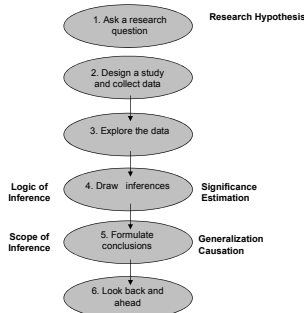 1. Ask a research
question
Research Hypothesis
2. Design a study
and collect data
3. Explore the data
Logic of
Inference
4. Draw inferences
Significance
Estimation
Scope of
Inference
5. Formulate
conclusions
Generalization
Causation
6. Look back and
ahead